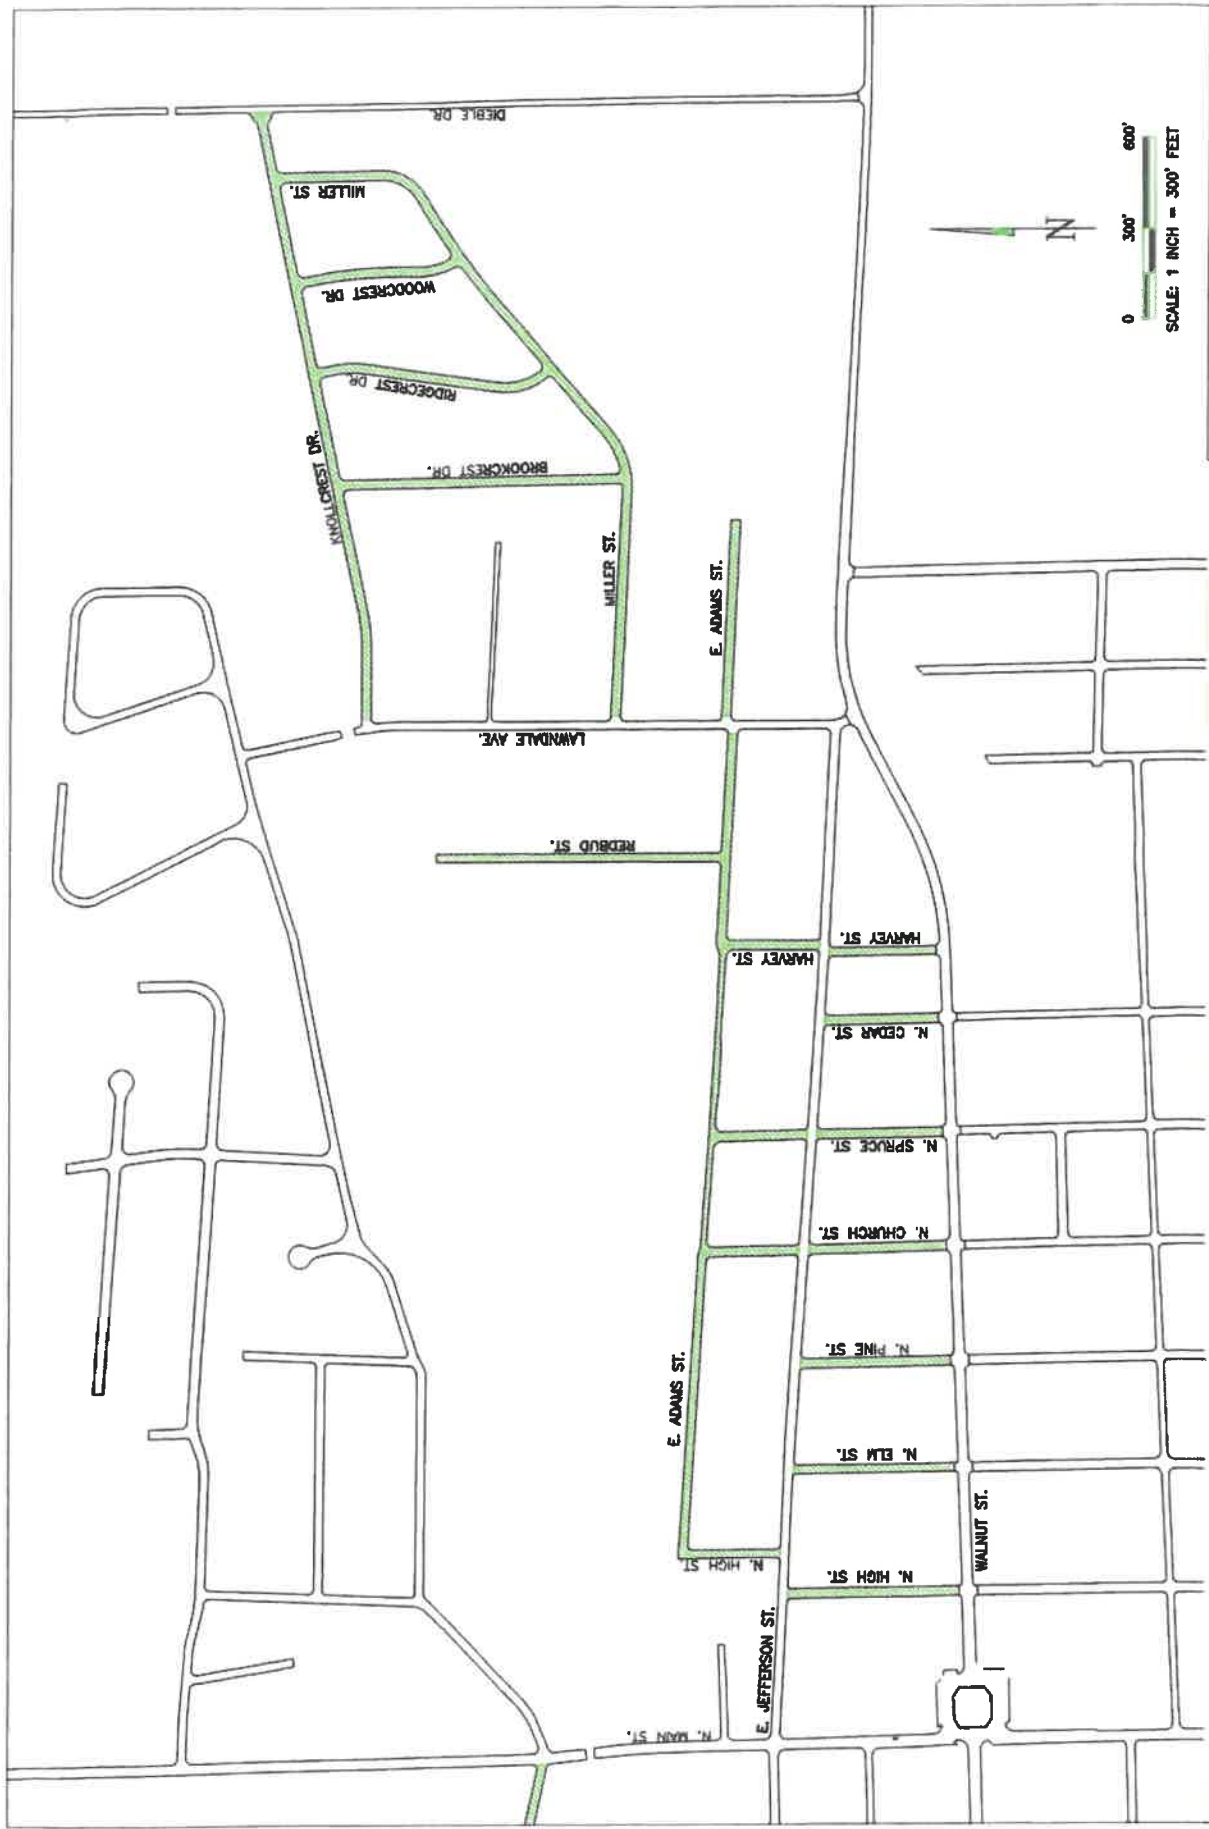 DIEBLE DR.
MILLER ST.
WOODCREST DR.
RIDGECREST DR.
KNOLLCREST DR.
BROOKCREST DR.
MILLER ST.
E. ADAMS ST.
LAWNDALE AVE.
REDBUD ST.
HARVEY ST.
HARVEY ST.
N. CEDAR ST.
N. SPRUCE ST.
N. CHURCH ST.
N. PINE ST.
E. ADAMS ST.
N. ELM ST.
N. HIGH ST
N. HIGH ST.
WALNUT ST.
E. JEFFERSON ST.
N. MAIN ST.
N
0 300' 600'
SCALE: 1 INCH = 300' FEET